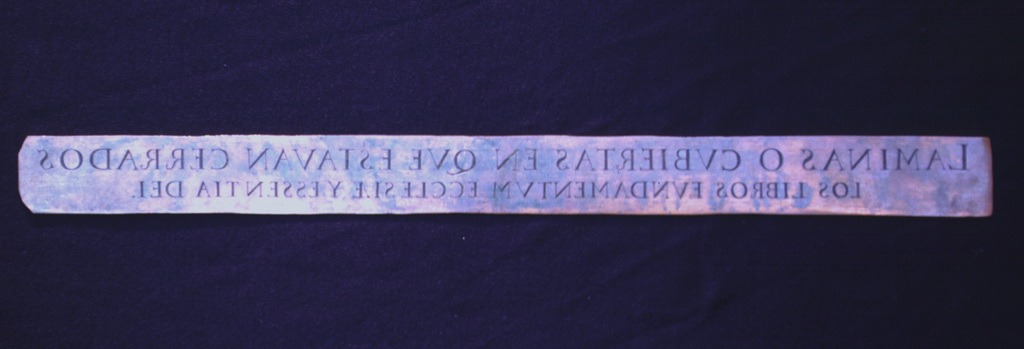 LAMINAS O CVBIERTAS EN QVE ESTAVAN CERRADOS
LOS LIBROS FVNDAMENTVM ECCLESIÆ Y ESSENTIA DEI.